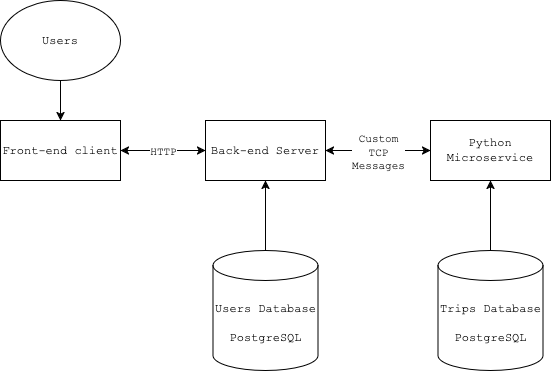 Users
Front-end client
HTTP
Back-end Server
Custom
TCP
Messages
Python
Microservice
Users Database
PostgreSQL
Trips Database
PostgreSQL